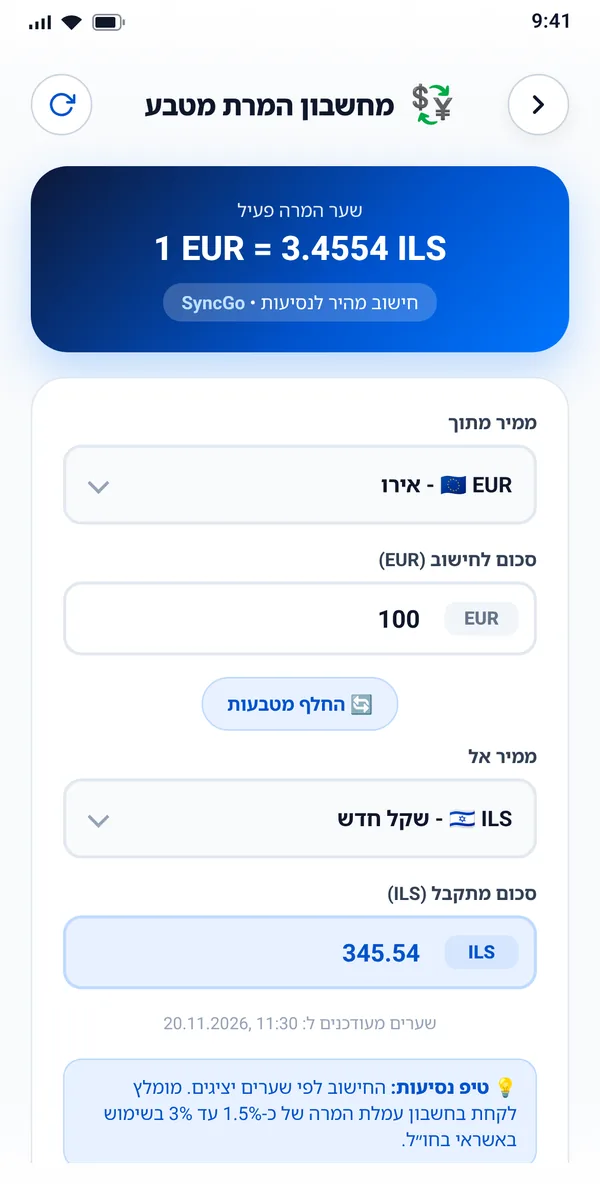 9:41
מחשבון המרת מטבע
שער המרה פעיל
1 EUR = 3.4554 ILS
חישוב מהיר לנסיעות • SyncGo
ממיר מתוך
EUR 🇪🇺 - אירו
סכום לחישוב (EUR)
EUR 100
🔄 החלף מטבעות
ממיר אל
ILS 🇮🇱 - שקל חדש
סכום מתקבל (ILS)
ILS 345.54
שערים מעודכנים ל: 20.11.2026, 11:30
💡 טיפ נסיעות: החישוב לפי שערים יציגים. מומלץ
לקחת בחשבון עמלת המרה של כ-1.5% עד 3% בשימוש
באשראי בחו״ל.